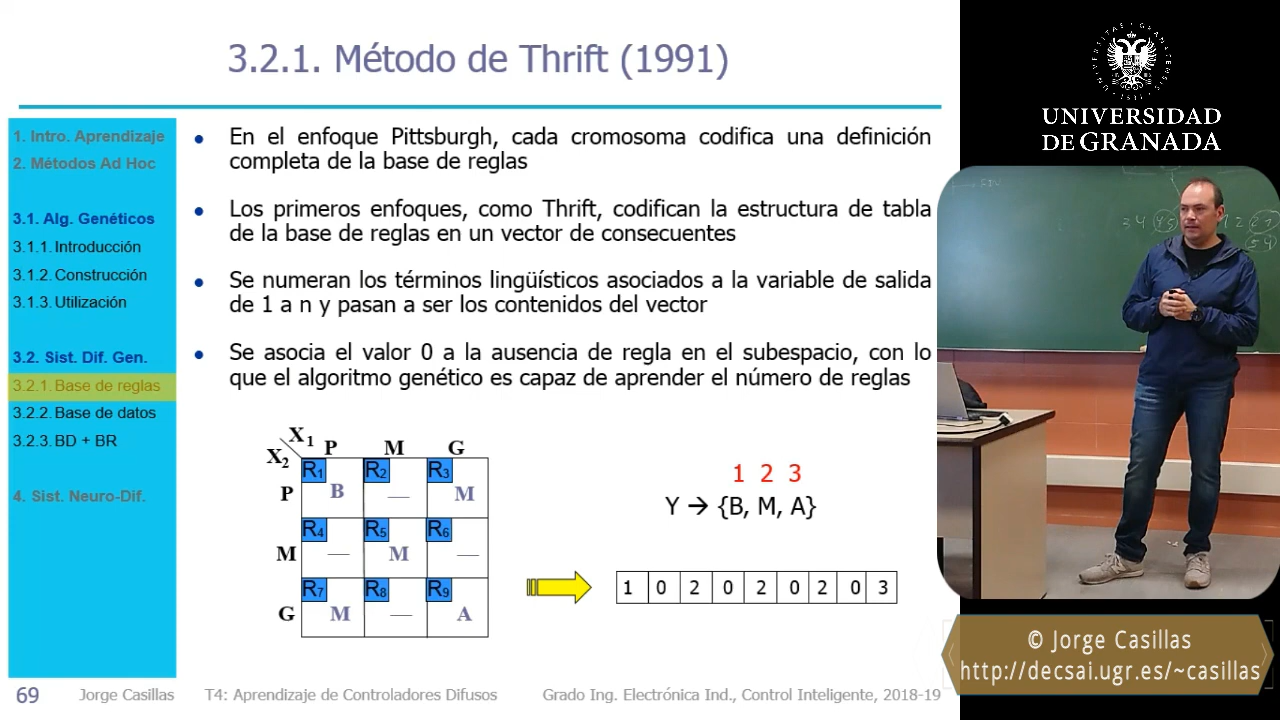 3.2.1. Método de Thrift (1991)
1. Intro. Aprendizaje
2. Métodos Ad Hoc
3.1. Alg. Genéticos
3.1.1. Introducción
3.1.2. Construcción
3.1.3. Utilización
3.2. Sist. Dif. Gen.
3.2.1. Base de reglas
3.2.2. Base de datos
3.2.3. BD + BR
4. Sist. Neuro-Dif.
• En el enfoque Pittsburgh, cada cromosoma codifica una definición
completa de la base de reglas
• Los primeros enfoques, como Thrift, codifican la estructura de tabla
de la base de reglas en un vector de consecuentes
• Se numeran los términos lingüísticos asociados a la variable de salida
de 1 a n y pasan a ser los contenidos del vector
• Se asocia el valor 0 a la ausencia de regla en el subespacio, con lo
que el algoritmo genético es capaz de aprender el número de reglas
X1 P M G
X2
R1 R2 R3
P B — M
R4 R5 R6
M — M —
R7 R8 R9
G M — A
1 2 3
Y → {B, M, A}
1 0 2 0 2 0 2 0 3
69 Jorge Casillas T4: Aprendizaje de Controladores Difusos Grado Ing. Electrónica Ind., Control Inteligente, 2018-19
UNIVERSIDAD
DE GRANADA
© Jorge Casillas
http://decsai.ugr.es/~casillas